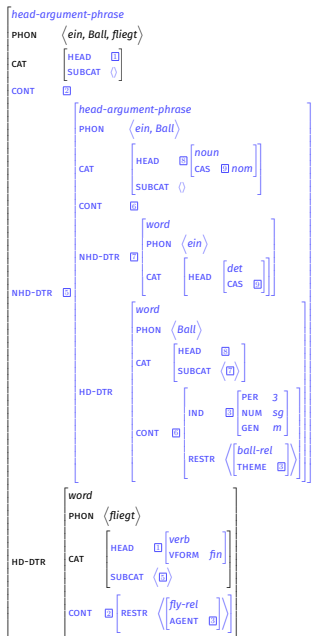 head-argument-phrase
PHON ⟨ein, Ball, fliegt⟩
CAT
HEAD 1
SUBCAT ⟨⟩
CONT 2
NHD-DTR 5
head-argument-phrase
PHON ⟨ein, Ball⟩
CAT
HEAD 8
noun
CAS 9 nom
SUBCAT ⟨⟩
CONT 6
NHD-DTR 7
word
PHON ⟨ein⟩
CAT
HEAD
det
CAS 9
HD-DTR
word
PHON ⟨Ball⟩
CAT
HEAD 8
SUBCAT ⟨7⟩
CONT 6
IND 3
PER 3
NUM sg
GEN m
RESTR
ball-rel
THEME 3
HD-DTR
word
PHON ⟨fliegt⟩
CAT
HEAD 1
verb
VFORM fin
SUBCAT ⟨5⟩
CONT 2
RESTR
fly-rel
AGENT 3